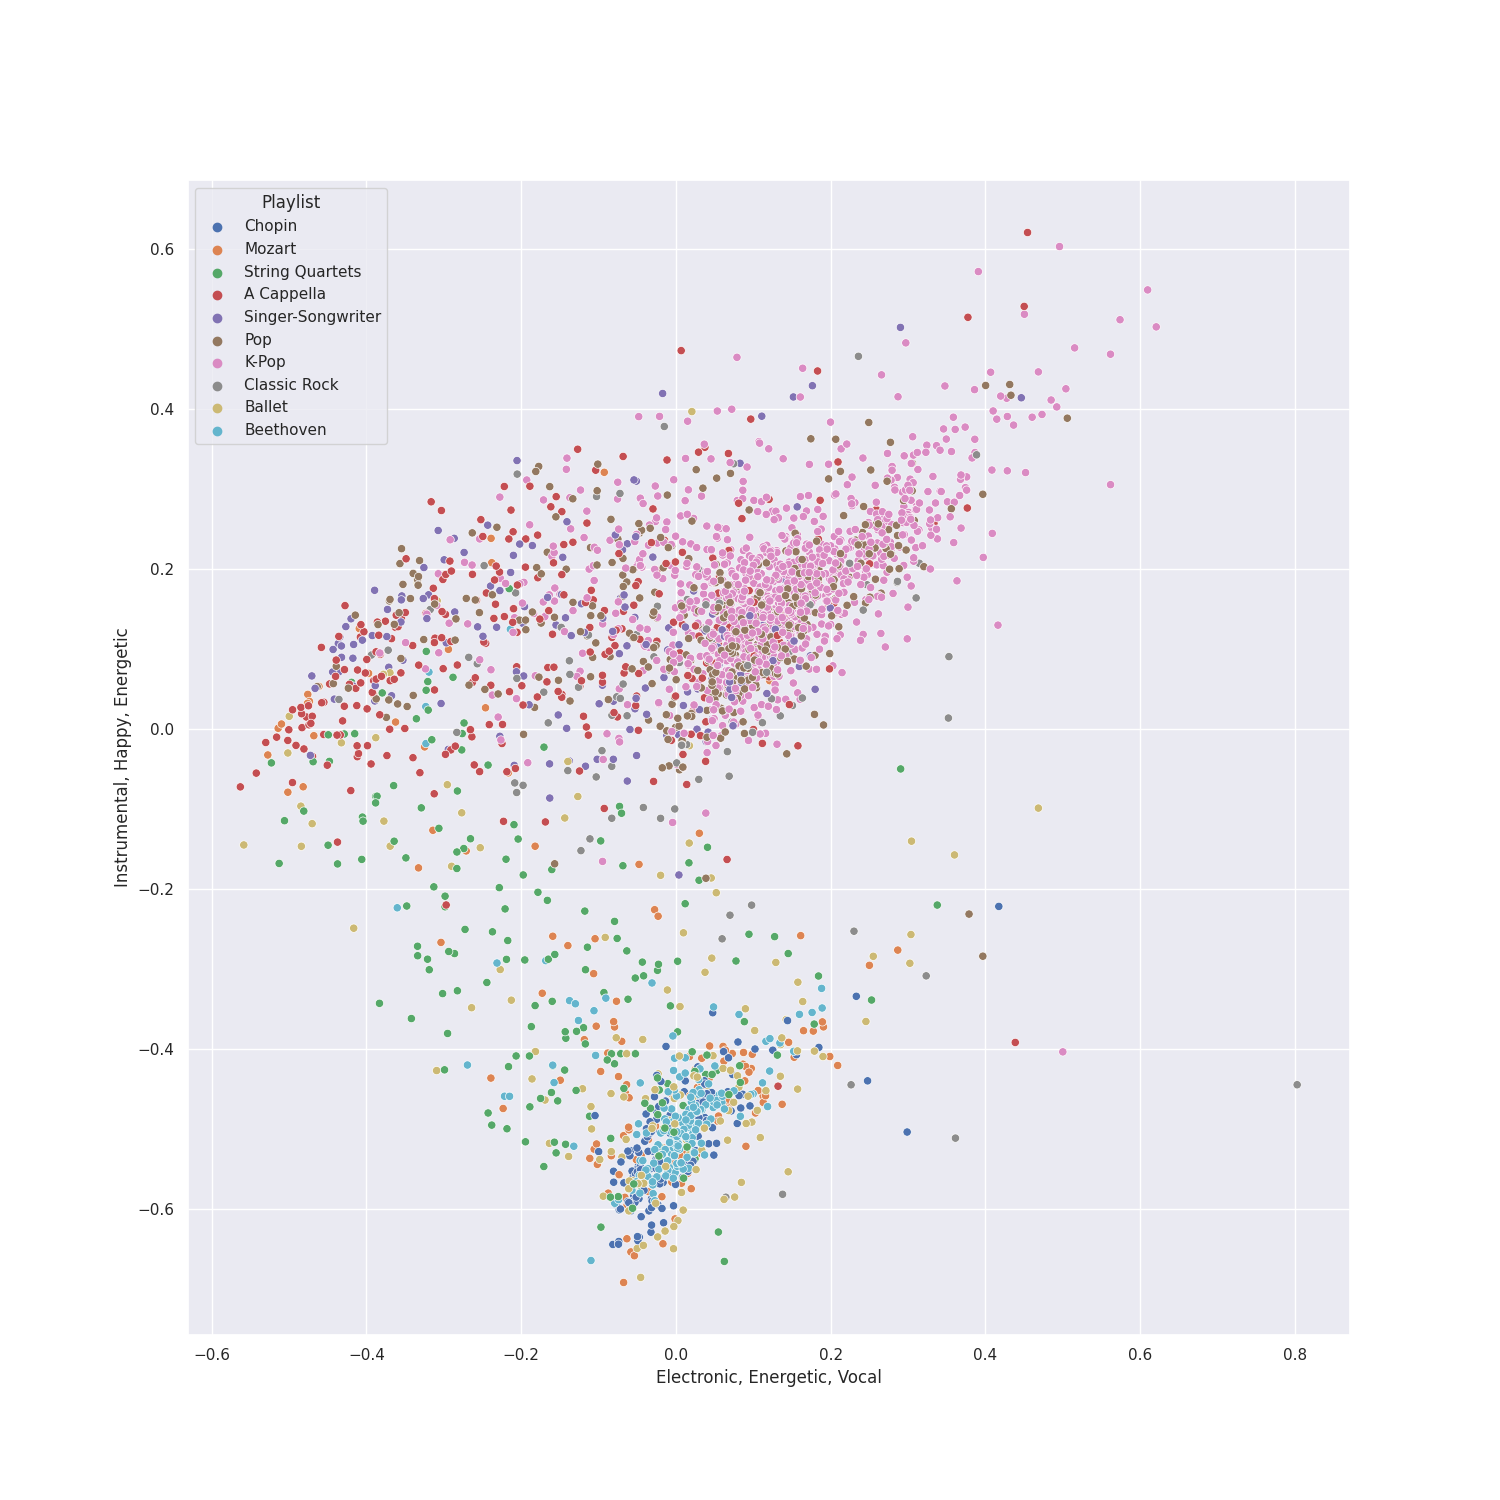 Playlist
Chopin
Mozart
String Quartets
A Cappella
Singer-Songwriter
Pop
K-Pop
Classic Rock
Ballet
Beethoven
0.6
0.4
0.2
0.0
−0.2
−0.4
−0.6
Instrumental, Happy, Energetic
−0.6 −0.4 −0.2 0.0 0.2 0.4 0.6 0.8
Electronic, Energetic, Vocal